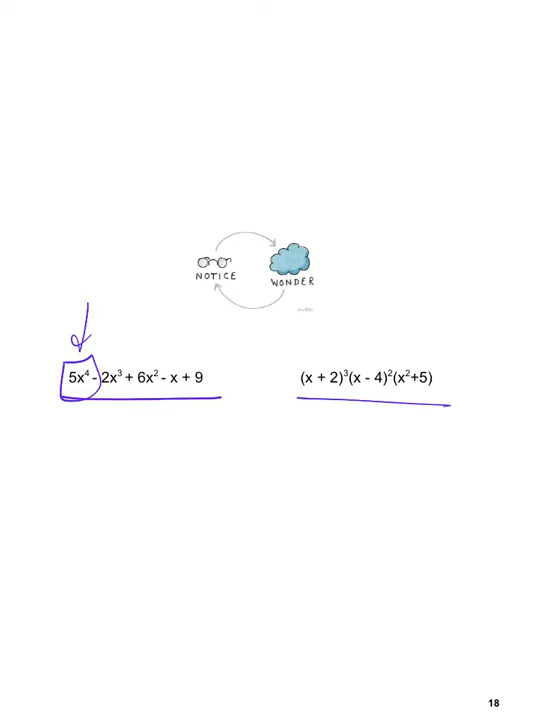 NOTICE
WONDER
5x⁴ - 2x³ + 6x² - x + 9
(x + 2)³(x - 4)²(x²+5)
18